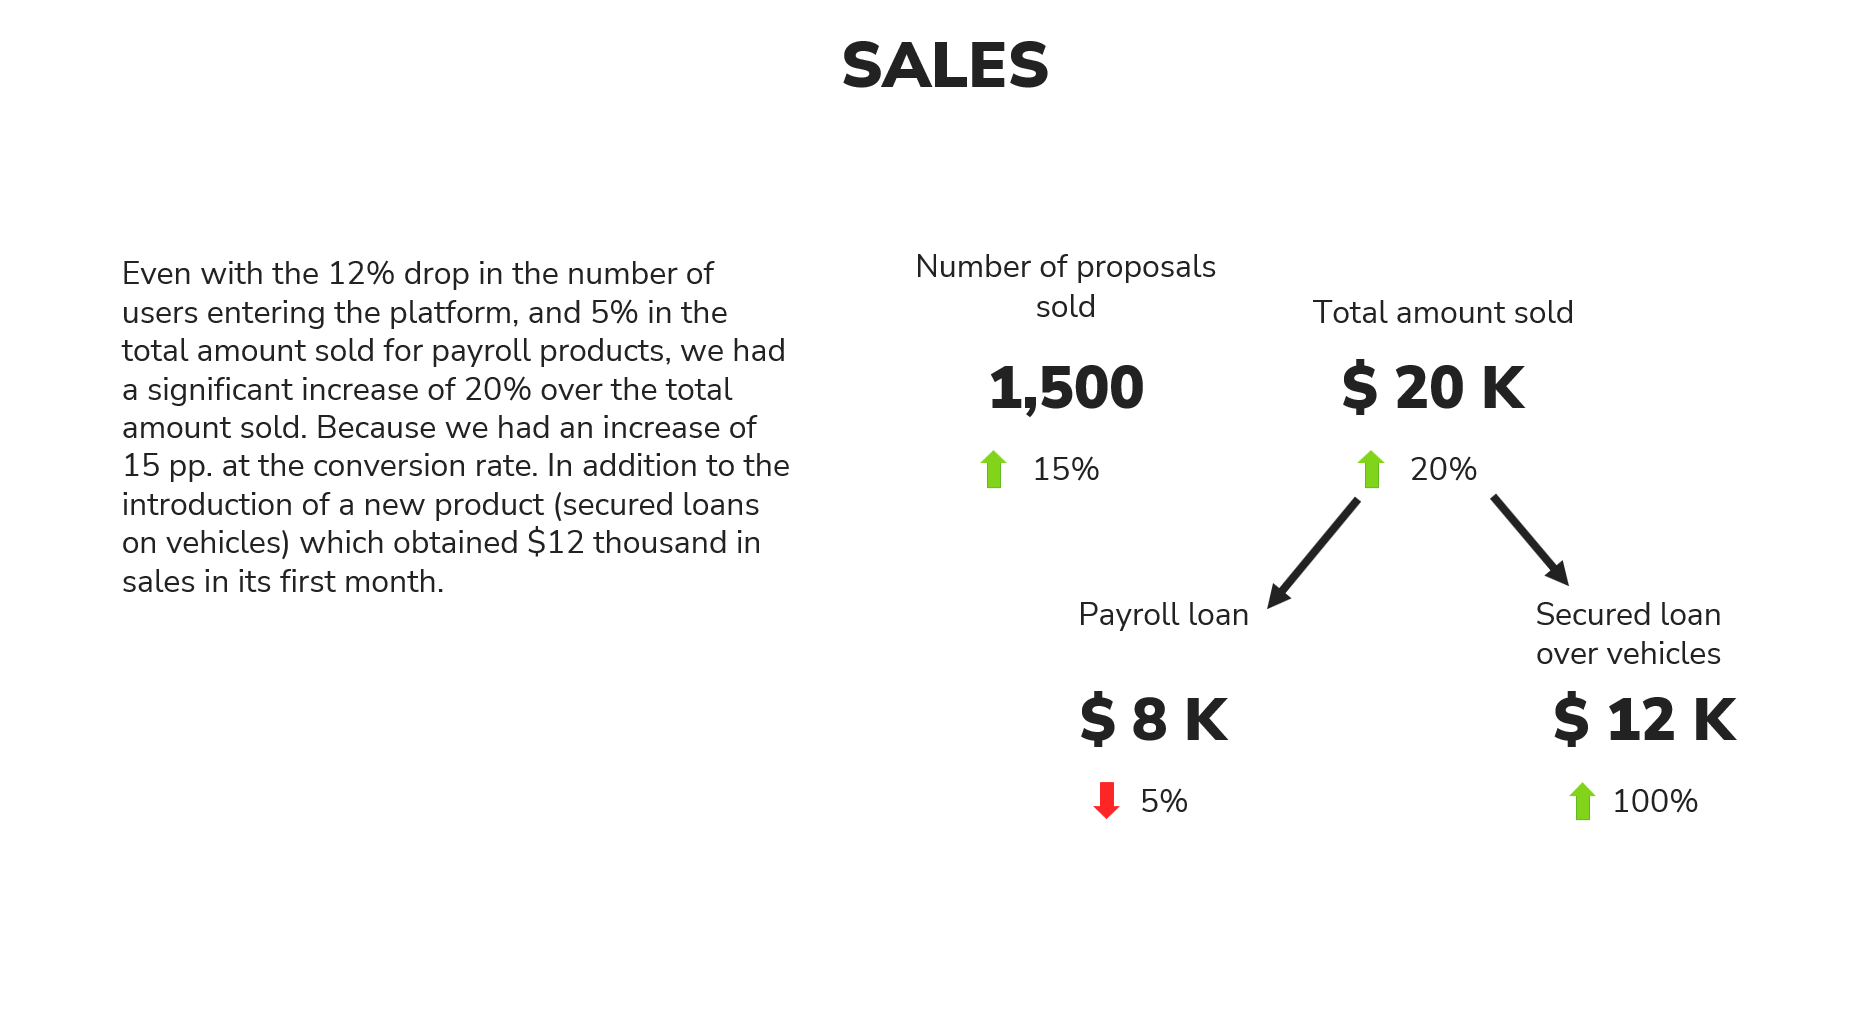 SALES
Even with the 12% drop in the number of
users entering the platform, and 5% in the
total amount sold for payroll products, we had
a significant increase of 20% over the total
amount sold. Because we had an increase of
15 pp. at the conversion rate. In addition to the
introduction of a new product (secured loans
on vehicles) which obtained $12 thousand in
sales in its first month.
Number of proposals
sold
1,500
15%
Total amount sold
$ 20 K
20%
Payroll loan
$ 8 K
5%
Secured loan
over vehicles
$ 12 K
100%